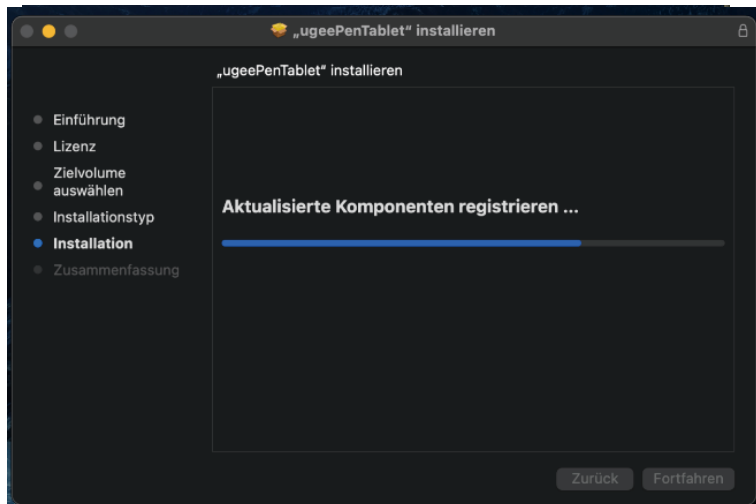 „ugeePenTablet“ installieren
„ugeePenTablet“ installieren
Einführung
Lizenz
Zielvolume
auswählen
Installationstyp
Installation
Zusammenfassung
Aktualisierte Komponenten registrieren ...
Zurück
Fortfahren